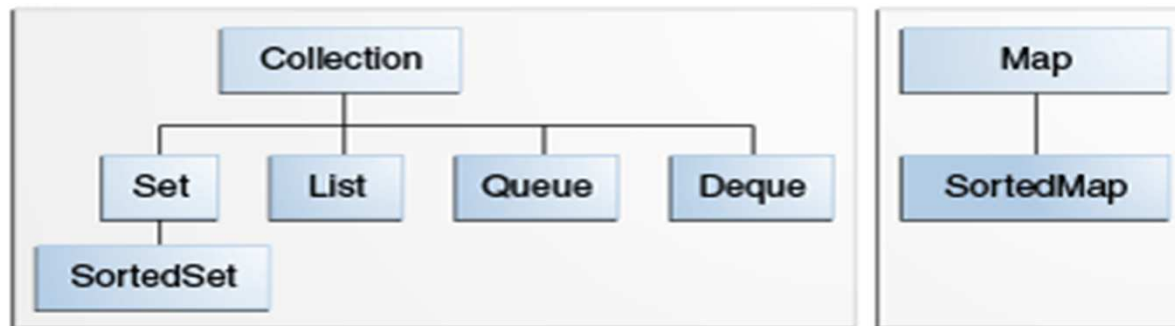 Collection
Map
Set
List
Queue
Deque
SortedMap
SortedSet